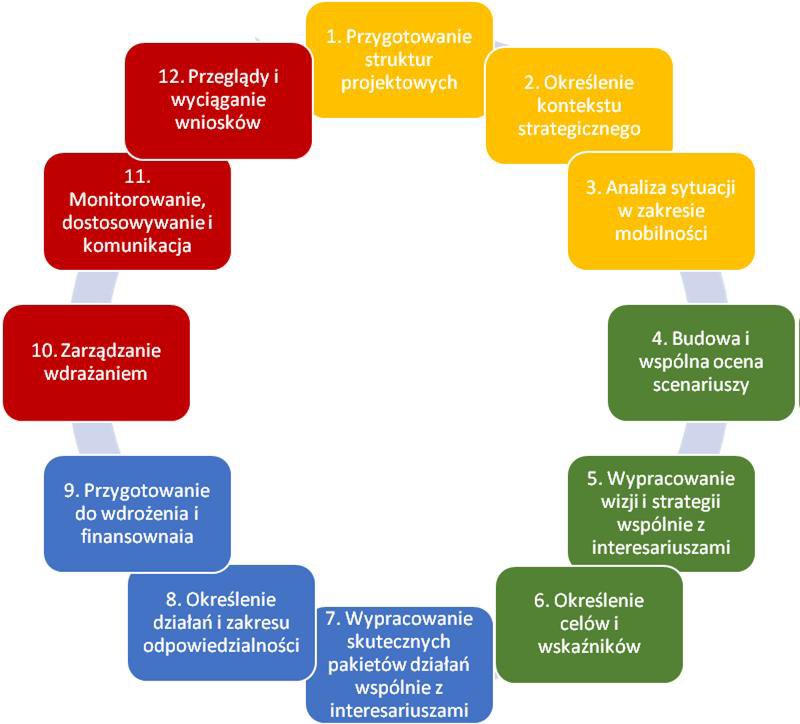 1. Przygotowanie
struktur
projektowych
2. Określenie
kontekstu
strategicznego
3. Analiza sytuacji
w zakresie
mobilności
4. Budowa i
wspólna ocena
scenariuszy
5. Wypracowanie
wizji i strategii
wspólnie z
interesariuszami
6. Określenie
celów i
wskaźników
7. Wypracowanie
skutecznych
pakietów działań
wspólnie z
interesariuszami
8. Określenie
działań i zakresu
odpowiedzialności
9. Przygotowanie
do wdrożenia i
finansownaia
10. Zarządzanie
wdrażaniem
11.
Monitorowanie,
dostosowywanie i
komunikacja
12. Przeglądy i
wyciąganie
wniosków